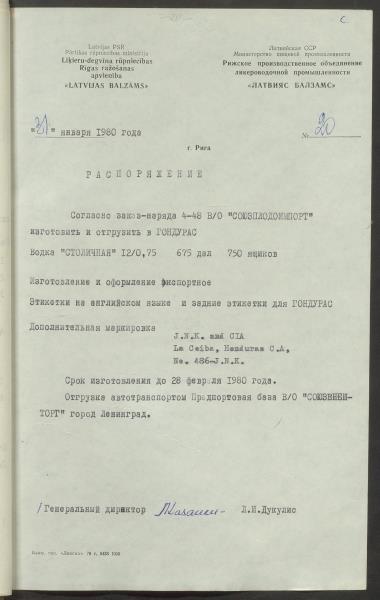 Latvijas PSR
Pārtikas rūpniecības ministrija
Liķieru-degvīna rūpniecības
Rīgas ražošanas
apvienība
«LATVIJAS BALZAMS»
Латвийская ССР
Министерство пищевой промышленности
Рижское производственное объединение
ликероводочной промышленности
«ЛАТВИЯС БАЛЗАМС»
"31" января 1980 года
№ 20
г. Рига
РАСПОРЯЖЕНИЕ
Согласно заказ-наряда 4-48 В/О "СОЮЗПЛОДОИМПОРТ"
изготовить и отгрузить в ГОНДУРАС
Водка "СТОЛИЧНАЯ" 12/0,75 675 дал 750 ящиков
Изготовление и оформление экспортное
Этикетки на английском языке и задние этикетки для ГОНДУРАС
Дополнительная маркировка
J.N.K. and CIA
La Ceiba, Honduras C.A,
No. 486-J.N.K.
Срок изготовления до 28 февраля 1980 года.
Отгрузка автотранспортом Предпортовая база В/О "СОЮЗВНЕШ-
ТОРГ" город Ленинград.
Генеральный директор Л.И.Дукулис